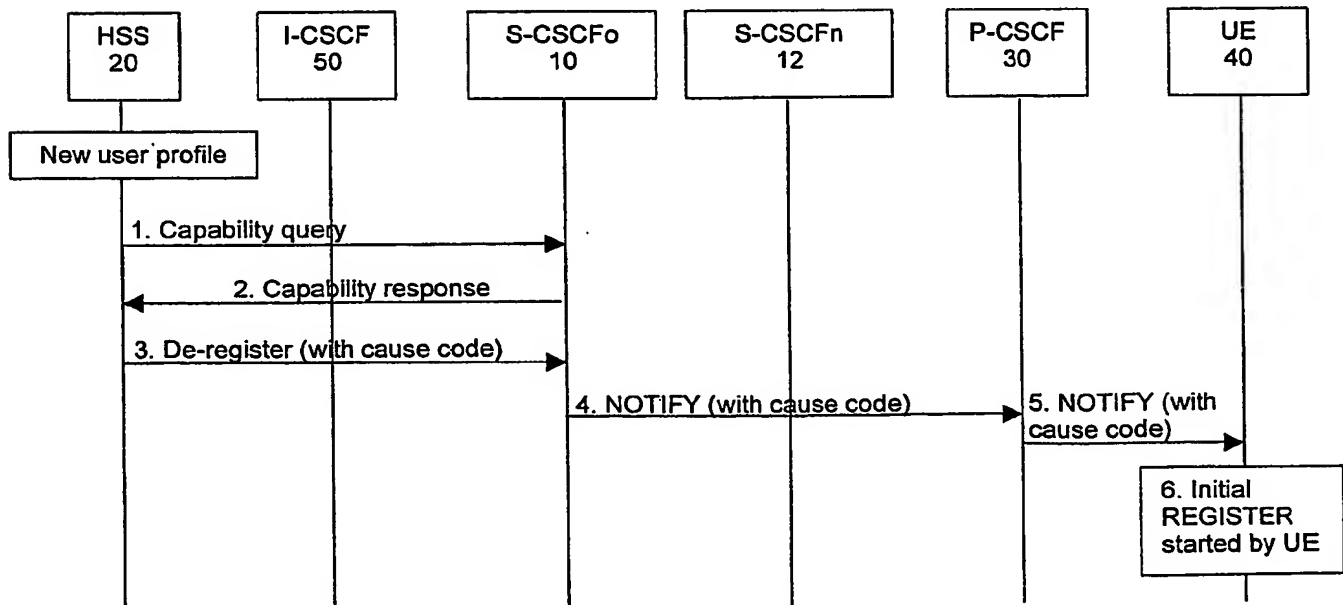 HSS
20
I-CSCF
50
S-CSCFo
10
S-CSCFn
12
P-CSCF
30
UE
40
New user profile
1. Capability query
2. Capability response
3. De-register (with cause code)
4. NOTIFY (with cause code)
5. NOTIFY (with
cause code)
6. Initial
REGISTER
started by UE